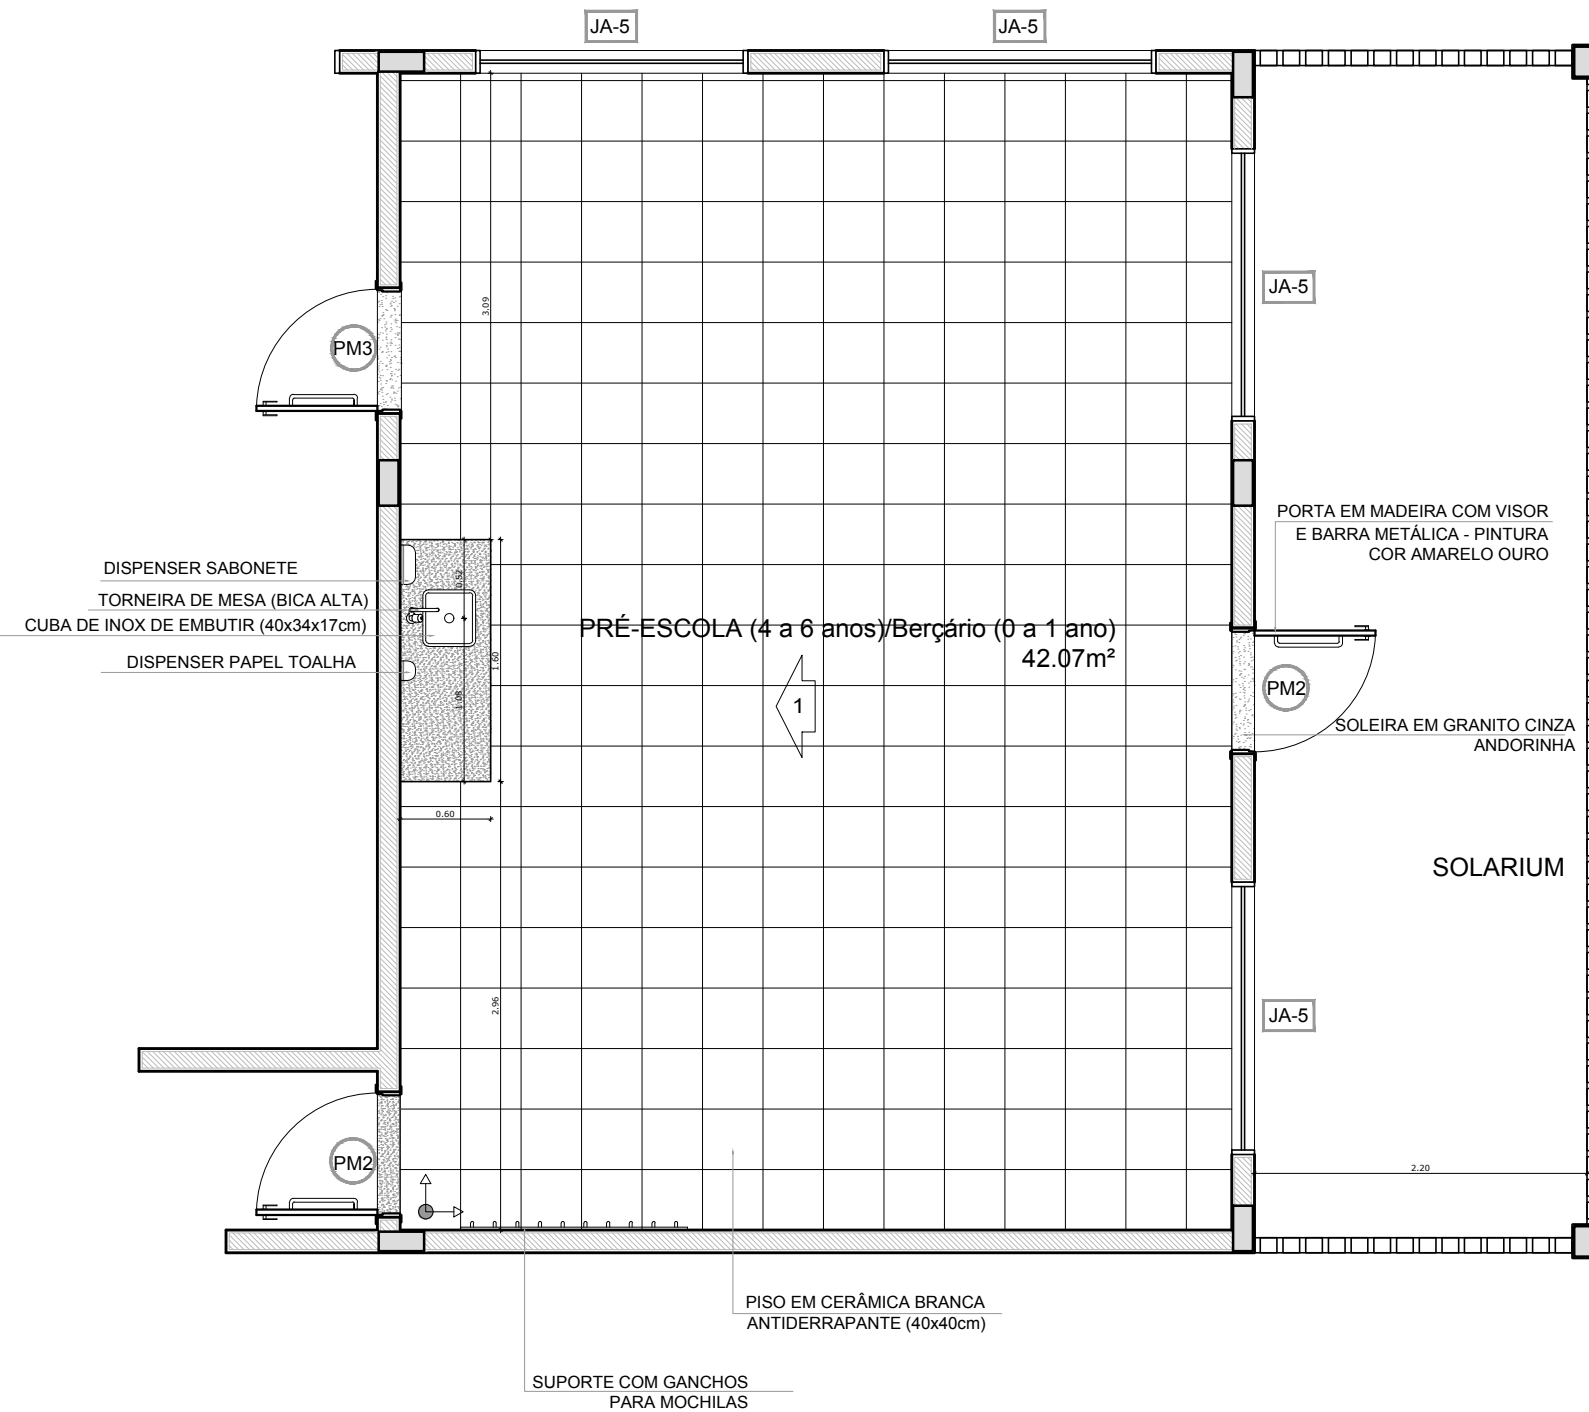 JA-5
JA-5
JA-5
3.09
PM3
PORTA EM MADEIRA COM VISOR
E BARRA METÁLICA - PINTURA
COR AMARELO OURO
DISPENSER SABONETE
0.52
TORNEIRA DE MESA (BICA ALTA)
CUBA DE INOX DE EMBUTIR (40x34x17cm)
PRÉ-ESCOLA (4 a 6 anos)/Berçário (0 a 1 ano)
42.07m²
DISPENSER PAPEL TOALHA
1.60
1.08
1
PM2
SOLEIRA EM GRANITO CINZA
ANDORINHA
0.60
SOLARIUM
2.96
JA-5
PM2
2.20
PISO EM CERÂMICA BRANCA
ANTIDERRAPANTE (40x40cm)
SUPORTE COM GANCHOS
PARA MOCHILAS